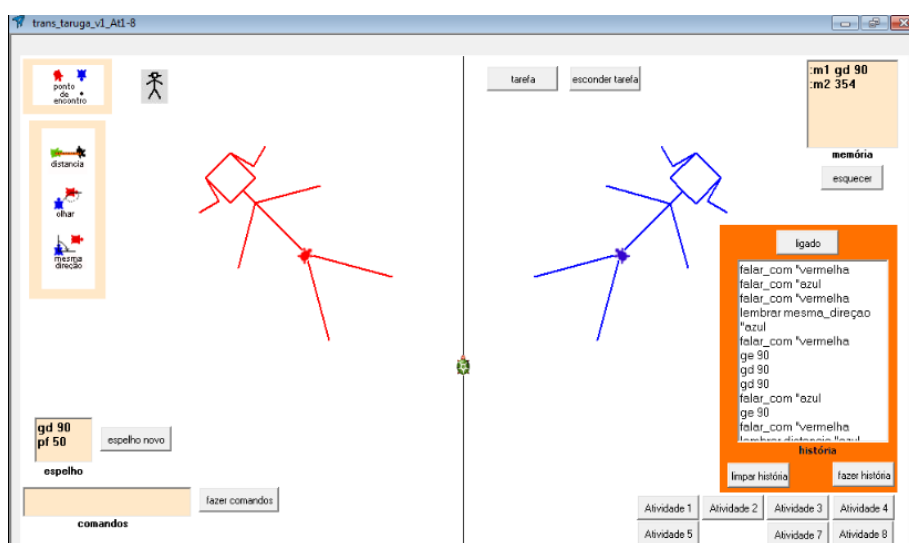 trans_taruga_v1_At1-8
ponto
de
encontro
distancia
olhar
mesma
direção
tarefa
esconder tarefa
:m1 gd 90
:m2 354
memória
esquecer
ligado
falar_com "vermelha
falar_com "azul
falar_com "vermelha
lembrar mesma_direçao
"azul
falar_com "vermelha
ge 90
gd 90
gd 90
falar_com "azul
ge 90
falar_com "vermelha
lembrar distancia "azul
história
limpar história
fazer história
gd 90
pf 50
espelho
espelho novo
fazer comandos
comandos
Atividade 1
Atividade 2
Atividade 3
Atividade 4
Atividade 5
Atividade 7
Atividade 8